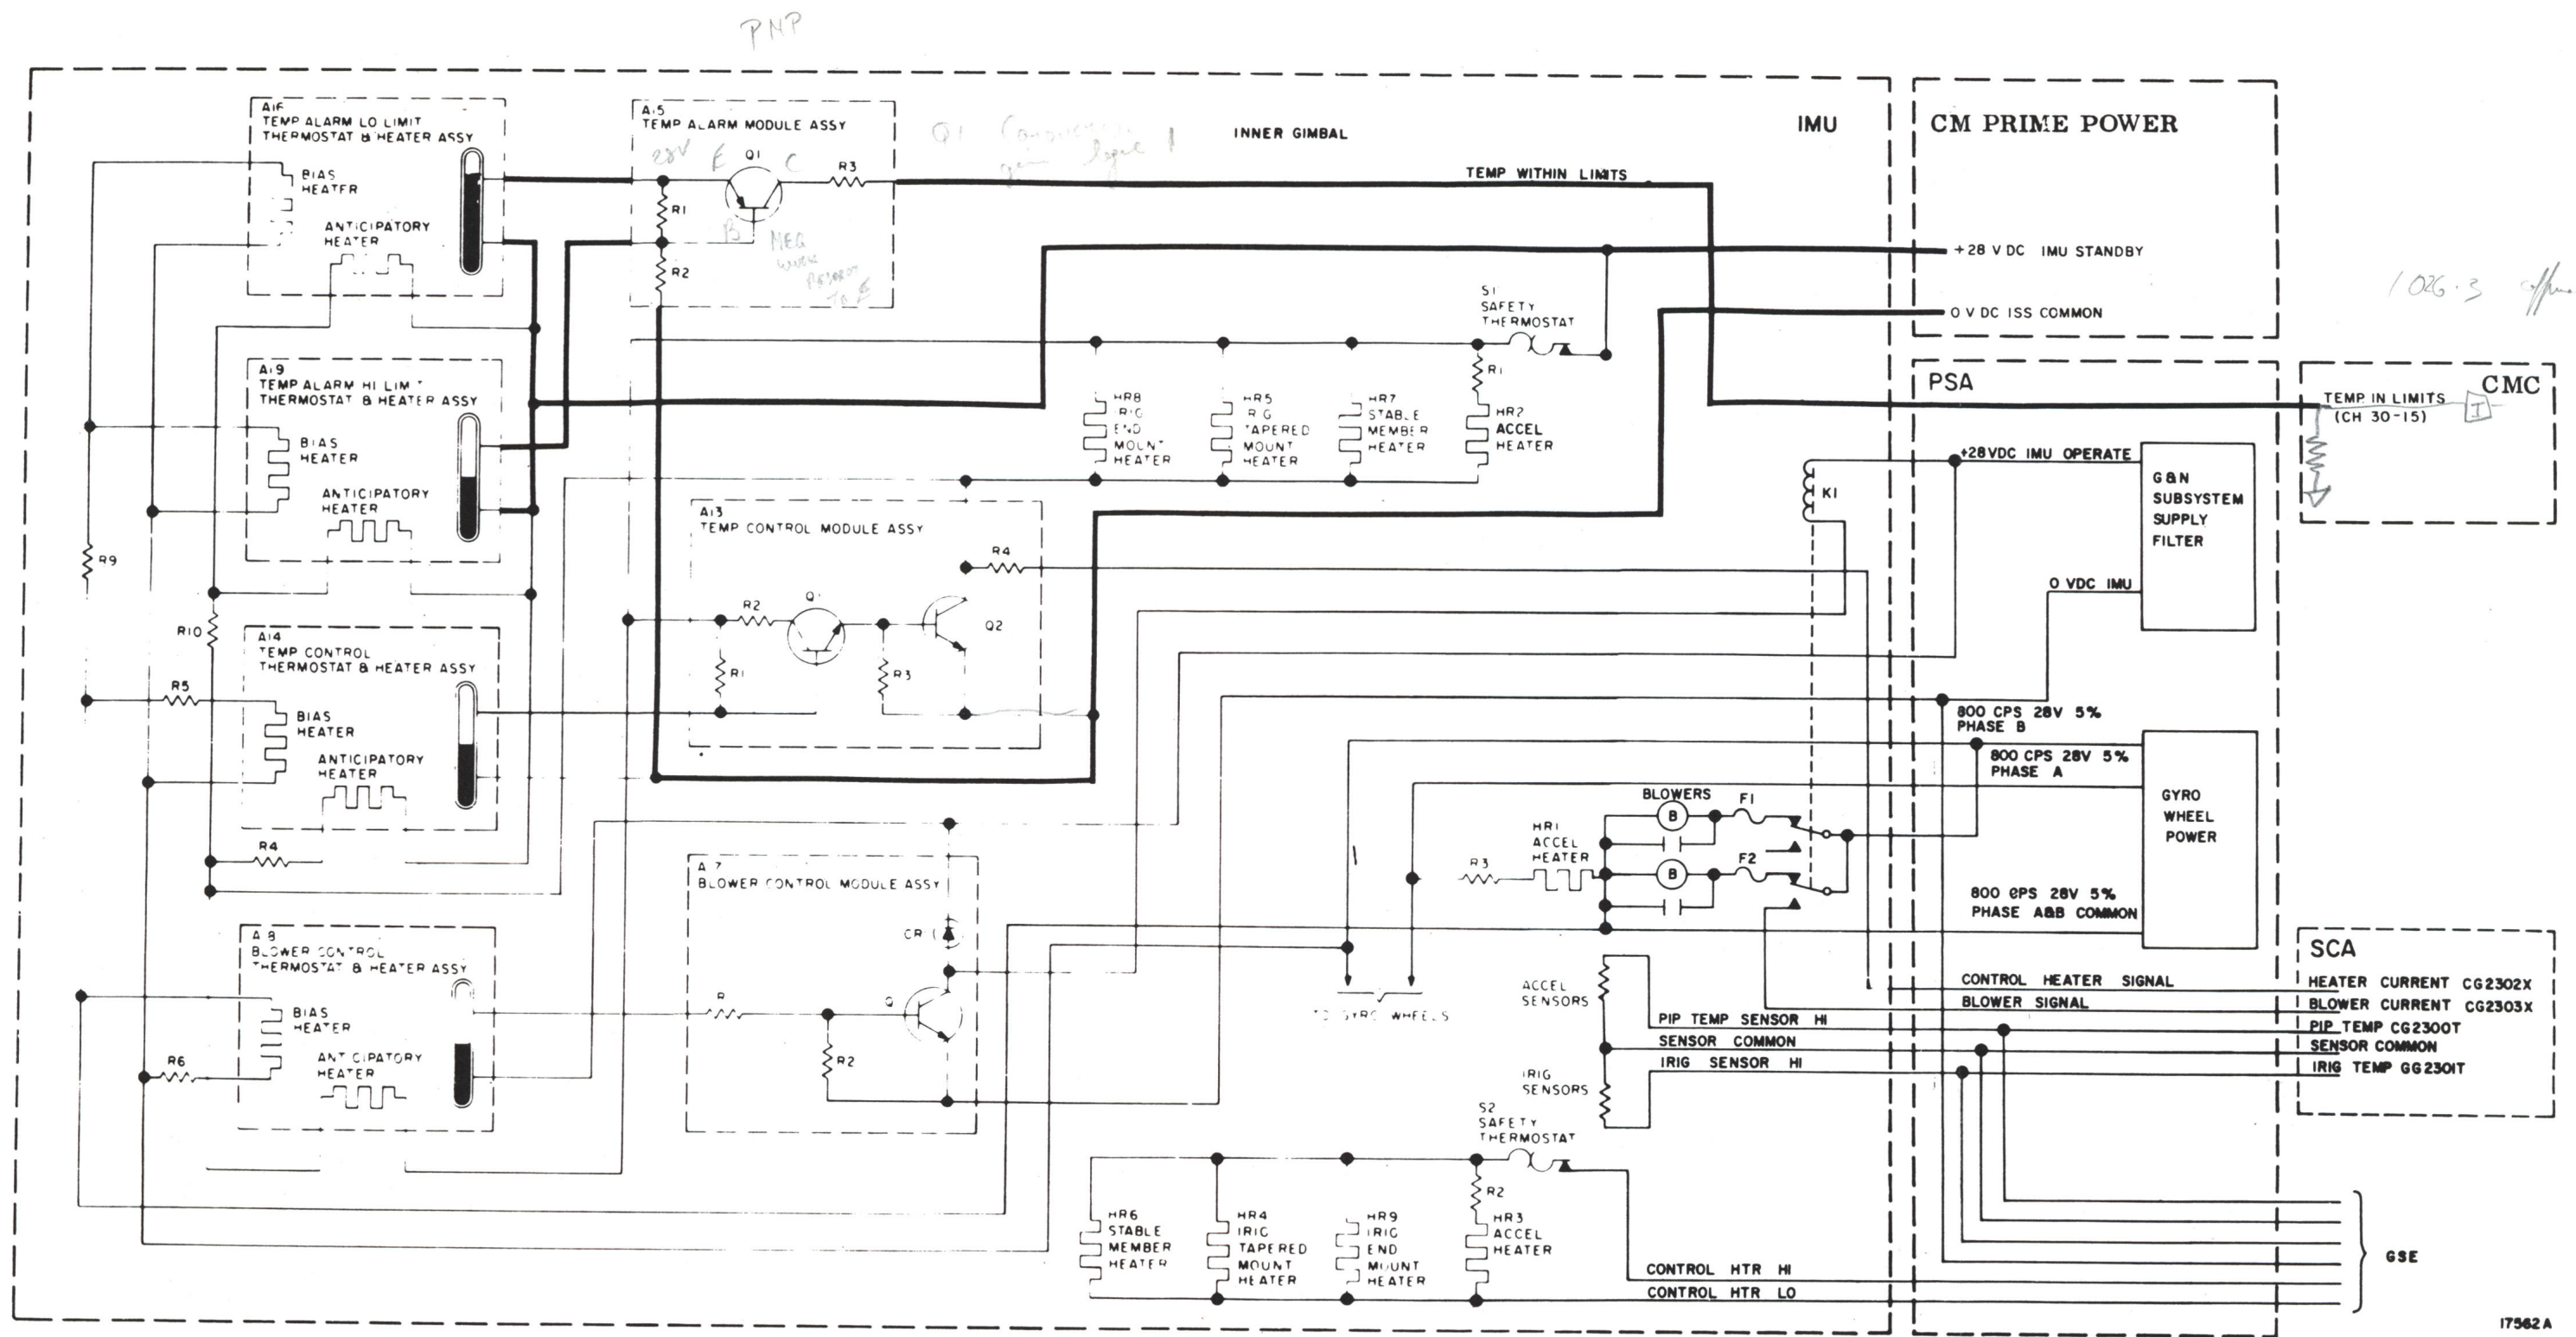 PNP
A16
TEMP ALARM LO LIMIT
THERMOSTAT & HEATER ASSY
BIAS
HEATER
ANTICIPATORY
HEATER
A15
TEMP ALARM MODULE ASSY
28V
E
Q1
C
R3
R1
B
R2
NEG
Q1
INNER GIMBAL
IMU
TEMP WITHIN LIMITS
CM PRIME POWER
+28 V DC IMU STANDBY
0 V DC ISS COMMON
S1
SAFETY
THERMOSTAT
R1
HR8
IRIG
END
MOUNT
HEATER
HR5
IRIG
TAPERED
MOUNT
HEATER
HR7
STABLE
MEMBER
HEATER
HR2
ACCEL
HEATER
A19
TEMP ALARM HI LIMIT
THERMOSTAT & HEATER ASSY
BIAS
HEATER
ANTICIPATORY
HEATER
R9
R10
PSA
CMC
TEMP IN LIMITS
(CH 30-15)
I
+28VDC IMU OPERATE
G&N
SUBSYSTEM
SUPPLY
FILTER
0 VDC IMU
K1
A13
TEMP CONTROL MODULE ASSY
R4
R2
Q1
Q2
R1
R3
A14
TEMP CONTROL
THERMOSTAT & HEATER ASSY
R5
BIAS
HEATER
ANTICIPATORY
HEATER
R4
800 CPS 28V 5%
PHASE B
800 CPS 28V 5%
PHASE A
GYRO
WHEEL
POWER
800 CPS 28V 5%
PHASE A&B COMMON
BLOWERS
F1
B
HR1
ACCEL
HEATER
F2
R3
B
A17
BLOWER CONTROL MODULE ASSY
CR1
R
Q
R2
A18
BLOWER CONTROL
THERMOSTAT & HEATER ASSY
BIAS
HEATER
ANTICIPATORY
HEATER
R6
TO GYRO WHEELS
ACCEL
SENSORS
IRIG
SENSORS
PIP TEMP SENSOR HI
SENSOR COMMON
IRIG SENSOR HI
CONTROL HEATER SIGNAL
BLOWER SIGNAL
SCA
HEATER CURRENT CG2302X
BLOWER CURRENT CG2303X
PIP TEMP CG2300T
SENSOR COMMON
IRIG TEMP GG2301T
S2
SAFETY
THERMOSTAT
R2
HR6
STABLE
MEMBER
HEATER
HR4
IRIG
TAPERED
MOUNT
HEATER
HR9
IRIG
END
MOUNT
HEATER
HR3
ACCEL
HEATER
CONTROL HTR HI
CONTROL HTR LO
GSE
17562A